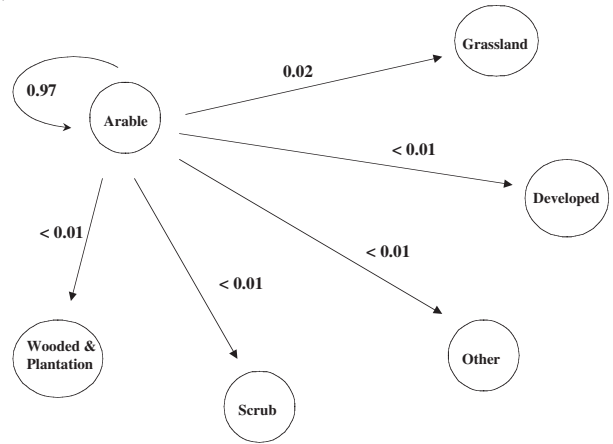 Grassland
0.02
0.97
Arable
< 0.01
Developed
< 0.01
< 0.01
< 0.01
Wooded &
Plantation
Other
Scrub